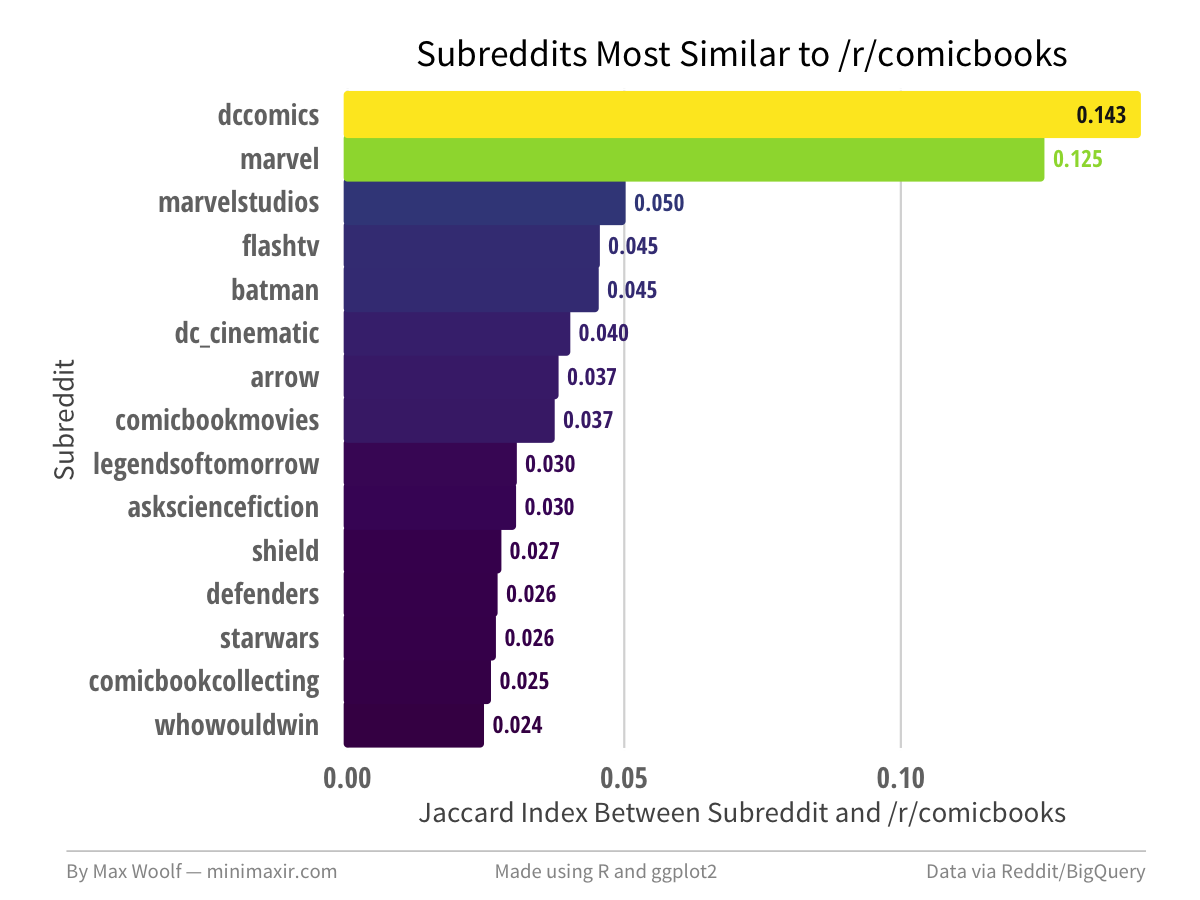 Subreddits Most Similar to /r/comicbooks
dccomics 0.143
marvel 0.125
marvelstudios 0.050
flashtv 0.045
batman 0.045
dc_cinematic 0.040
arrow 0.037
comicbookmovies 0.037
legendsoftomorrow 0.030
asksciencefiction 0.030
shield 0.027
defenders 0.026
starwars 0.026
comicbookcollecting 0.025
whowouldwin 0.024
Subreddit
0.00 0.05 0.10
Jaccard Index Between Subreddit and /r/comicbooks
By Max Woolf — minimaxir.com Made using R and ggplot2 Data via Reddit/BigQuery